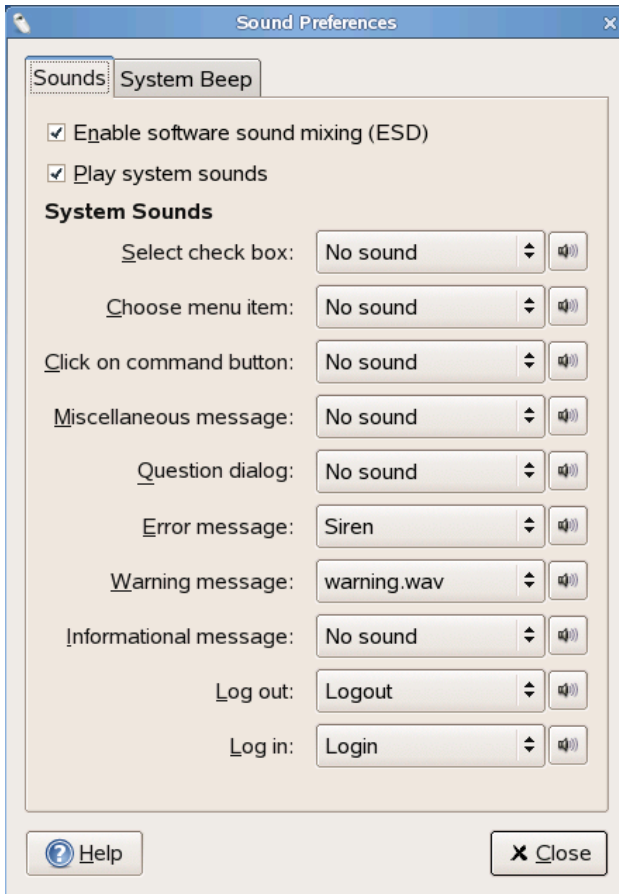 Sound Preferences
Sounds System Beep
Enable software sound mixing (ESD)
Play system sounds
System Sounds
Select check box: No sound
Choose menu item: No sound
Click on command button: No sound
Miscellaneous message: No sound
Question dialog: No sound
Error message: Siren
Warning message: warning.wav
Informational message: No sound
Log out: Logout
Log in: Login
Help Close